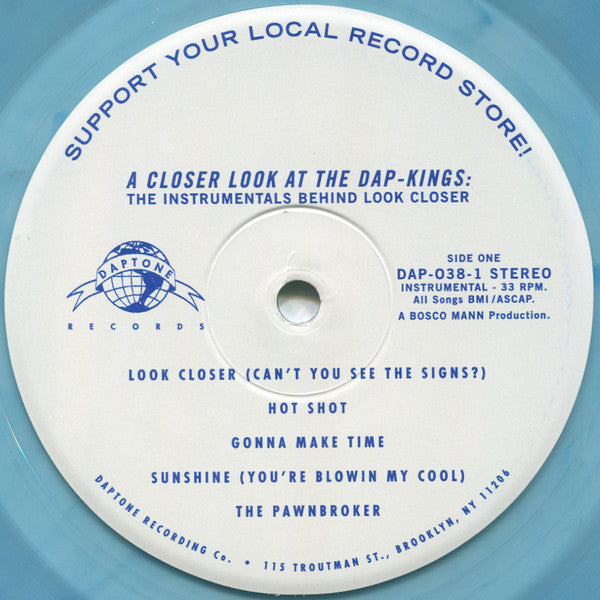 SUPPORT YOUR LOCAL RECORD STORE!
A CLOSER LOOK AT THE DAP-KINGS:
THE INSTRUMENTALS BEHIND LOOK CLOSER
DAPTONE
RECORDS
SIDE ONE
DAP-038-1 STEREO
INSTRUMENTAL - 33 RPM.
All Songs BMI/ASCAP.
A BOSCO MANN Production.
LOOK CLOSER (CAN'T YOU SEE THE SIGNS?)
HOT SHOT
GONNA MAKE TIME
SUNSHINE (YOU'RE BLOWIN MY COOL)
THE PAWNBROKER
DAPTONE RECORDING Co. • 115 TROUTMAN ST., BROOKLYN, NY 11206